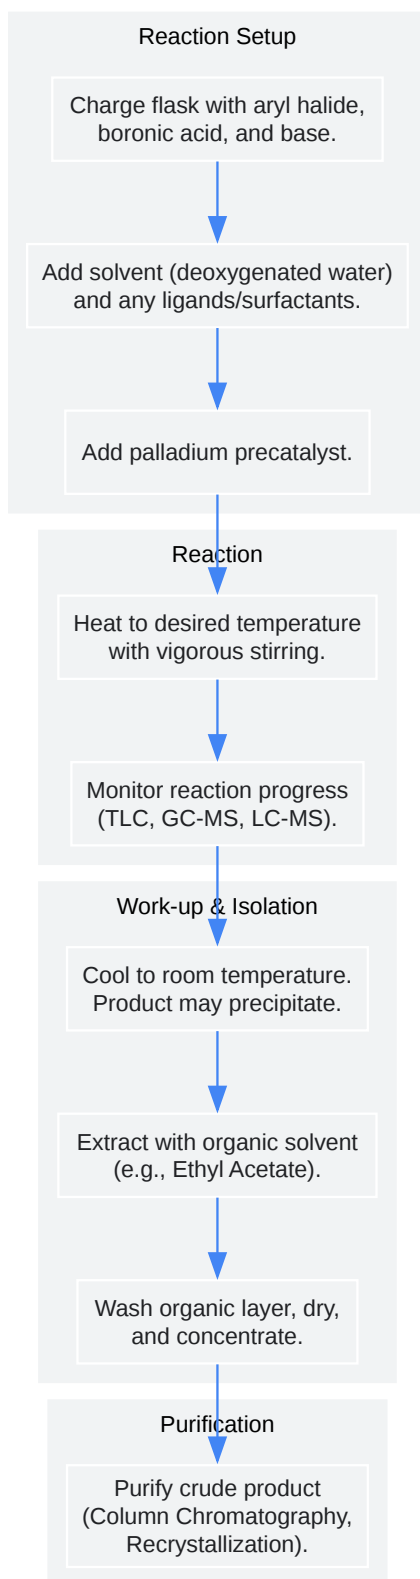 Reaction Setup
Charge flask with aryl halide,
boronic acid, and base.
Add solvent (deoxygenated water)
and any ligands/surfactants.
Add palladium precatalyst.
Reaction
Heat to desired temperature
with vigorous stirring.
Monitor reaction progress
(TLC, GC-MS, LC-MS).
Work-up & Isolation
Cool to room temperature.
Product may precipitate.
Extract with organic solvent
(e.g., Ethyl Acetate).
Wash organic layer, dry,
and concentrate.
Purification
Purify crude product
(Column Chromatography,
Recrystallization).